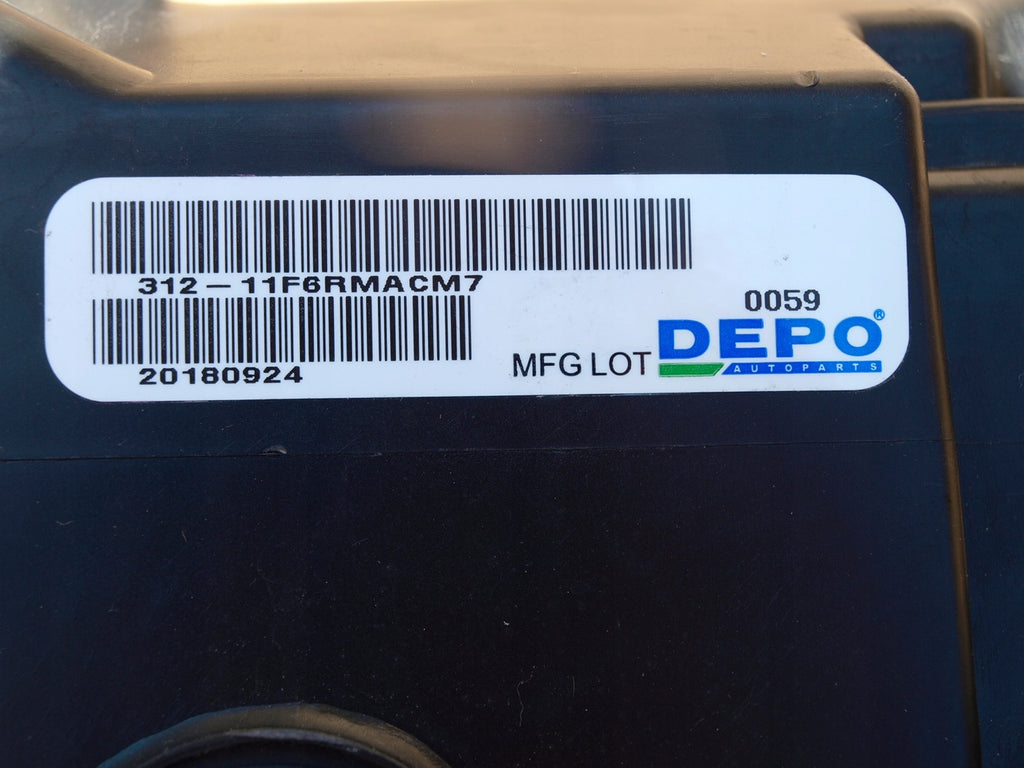 312-11F6RMACM7
20180924
0059
MFG LOT
DEPO®
AUTOPARTS